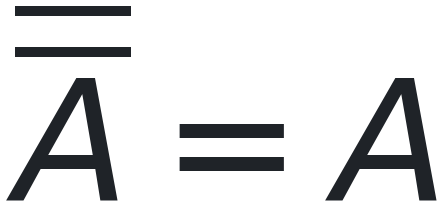 A̿ = A